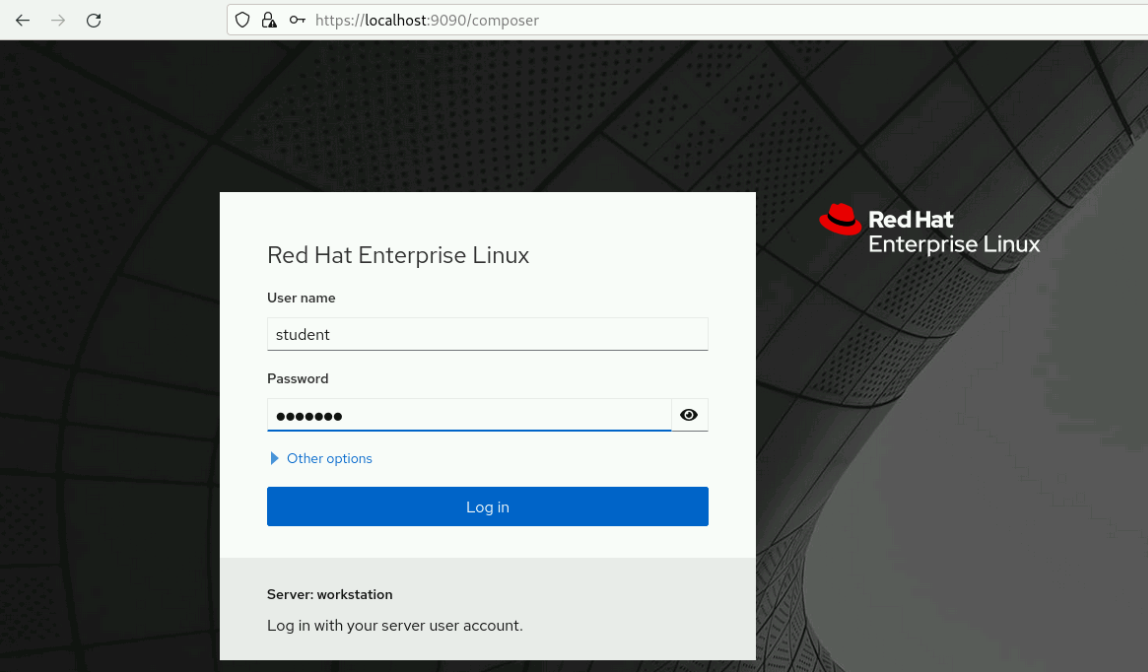 https://localhost:9090/composer
Red Hat
Enterprise Linux
Red Hat Enterprise Linux
User name
student
Password
●●●●●●●
Other options
Log in
Server: workstation
Log in with your server user account.